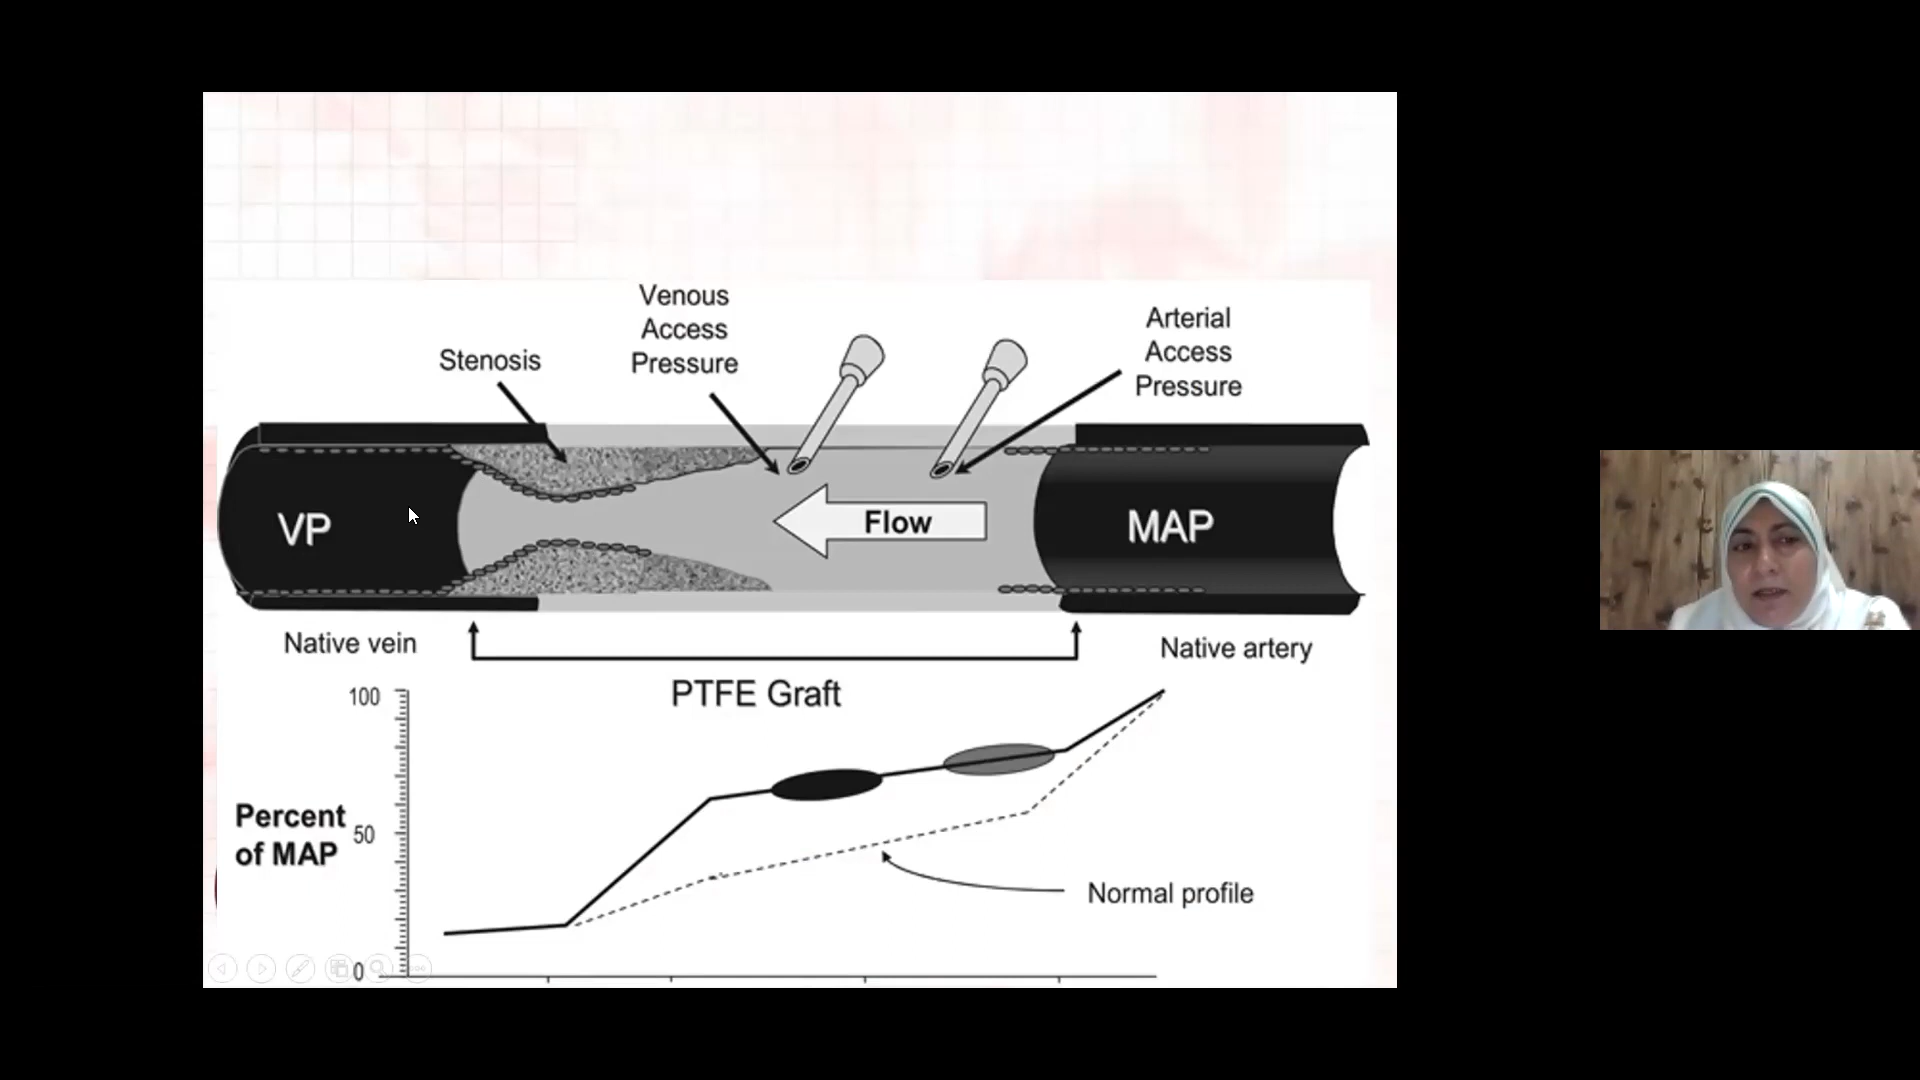 Venous
Access
Pressure
Arterial
Access
Pressure
Stenosis
VP
Flow
MAP
Native vein
Native artery
PTFE Graft
100
Percent
of MAP
50
Normal profile
0